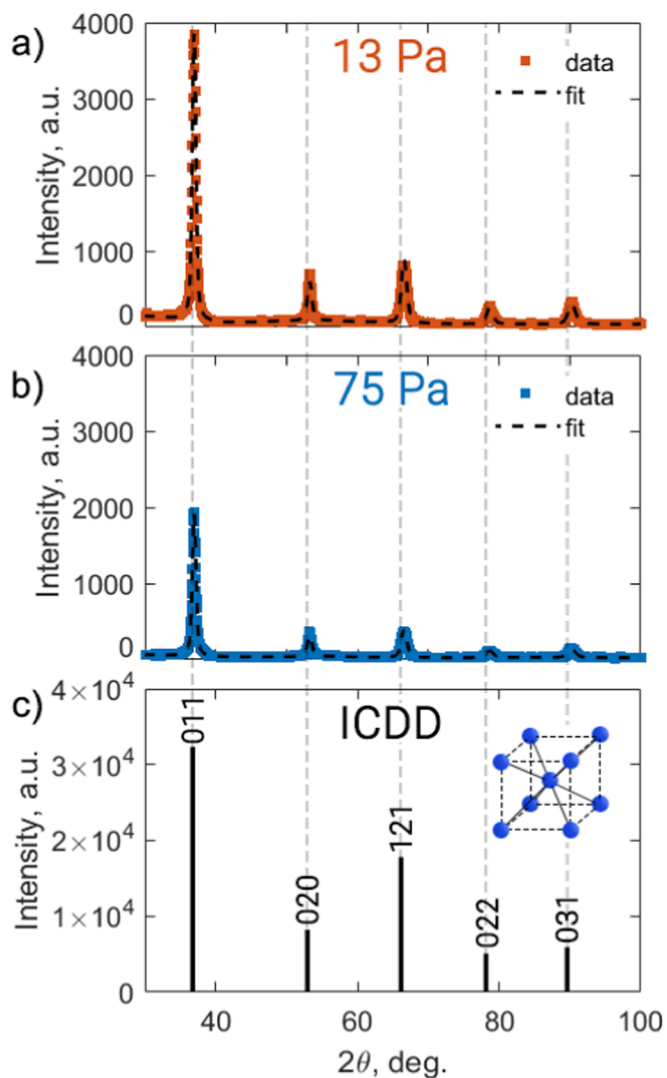 a)
13 Pa
data
fit
4000
3000
2000
1000
0
Intensity, a.u.
b)
75 Pa
data
fit
4000
3000
2000
1000
0
Intensity, a.u.
c)
ICDD
4×10⁴
3×10⁴
2×10⁴
1×10⁴
0
Intensity, a.u.
011
020
121
022
031
40
60
80
100
2θ, deg.